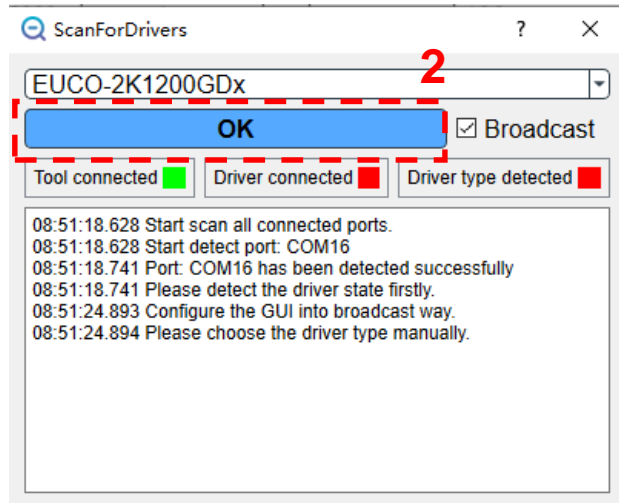 ScanForDrivers ? ×
2
EUCO-2K1200GDx
OK Broadcast
Tool connected Driver connected Driver type detected
08:51:18.628 Start scan all connected ports.
08:51:18.628 Start detect port: COM16
08:51:18.741 Port: COM16 has been detected successfully
08:51:18.741 Please detect the driver state firstly.
08:51:24.893 Configure the GUI into broadcast way.
08:51:24.894 Please choose the driver type manually.